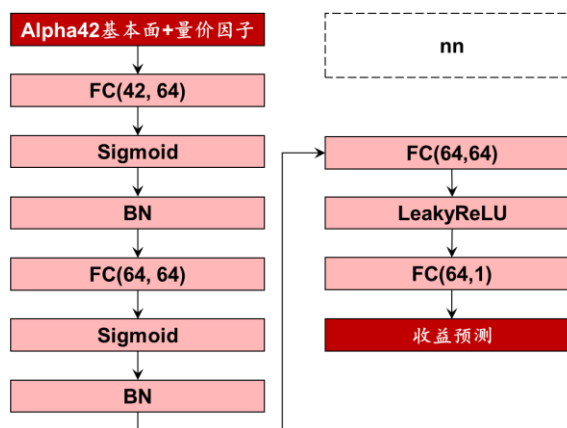 Alpha42基本面+量价因子
FC(42, 64)
Sigmoid
BN
FC(64, 64)
Sigmoid
BN
nn
FC(64,64)
LeakyReLU
FC(64,1)
收益预测